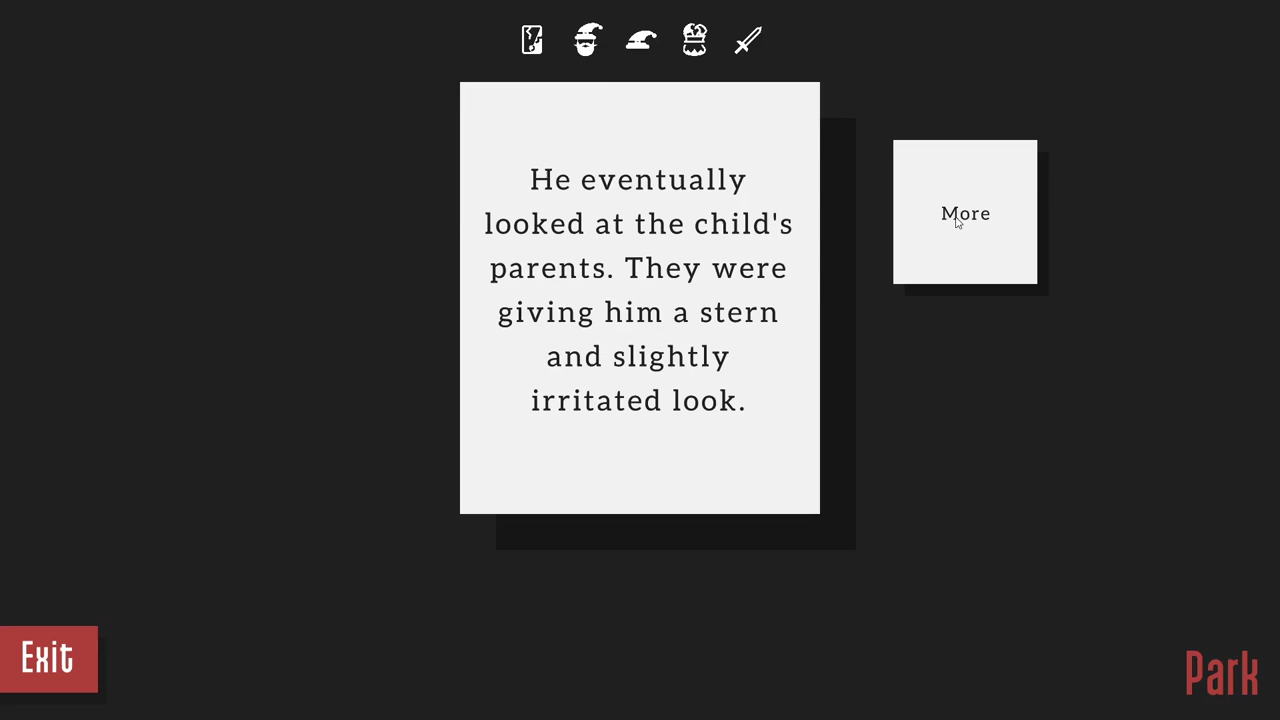 He eventually
looked at the child's
parents. They were
giving him a stern
and slightly
irritated look.
More
Exit
Park